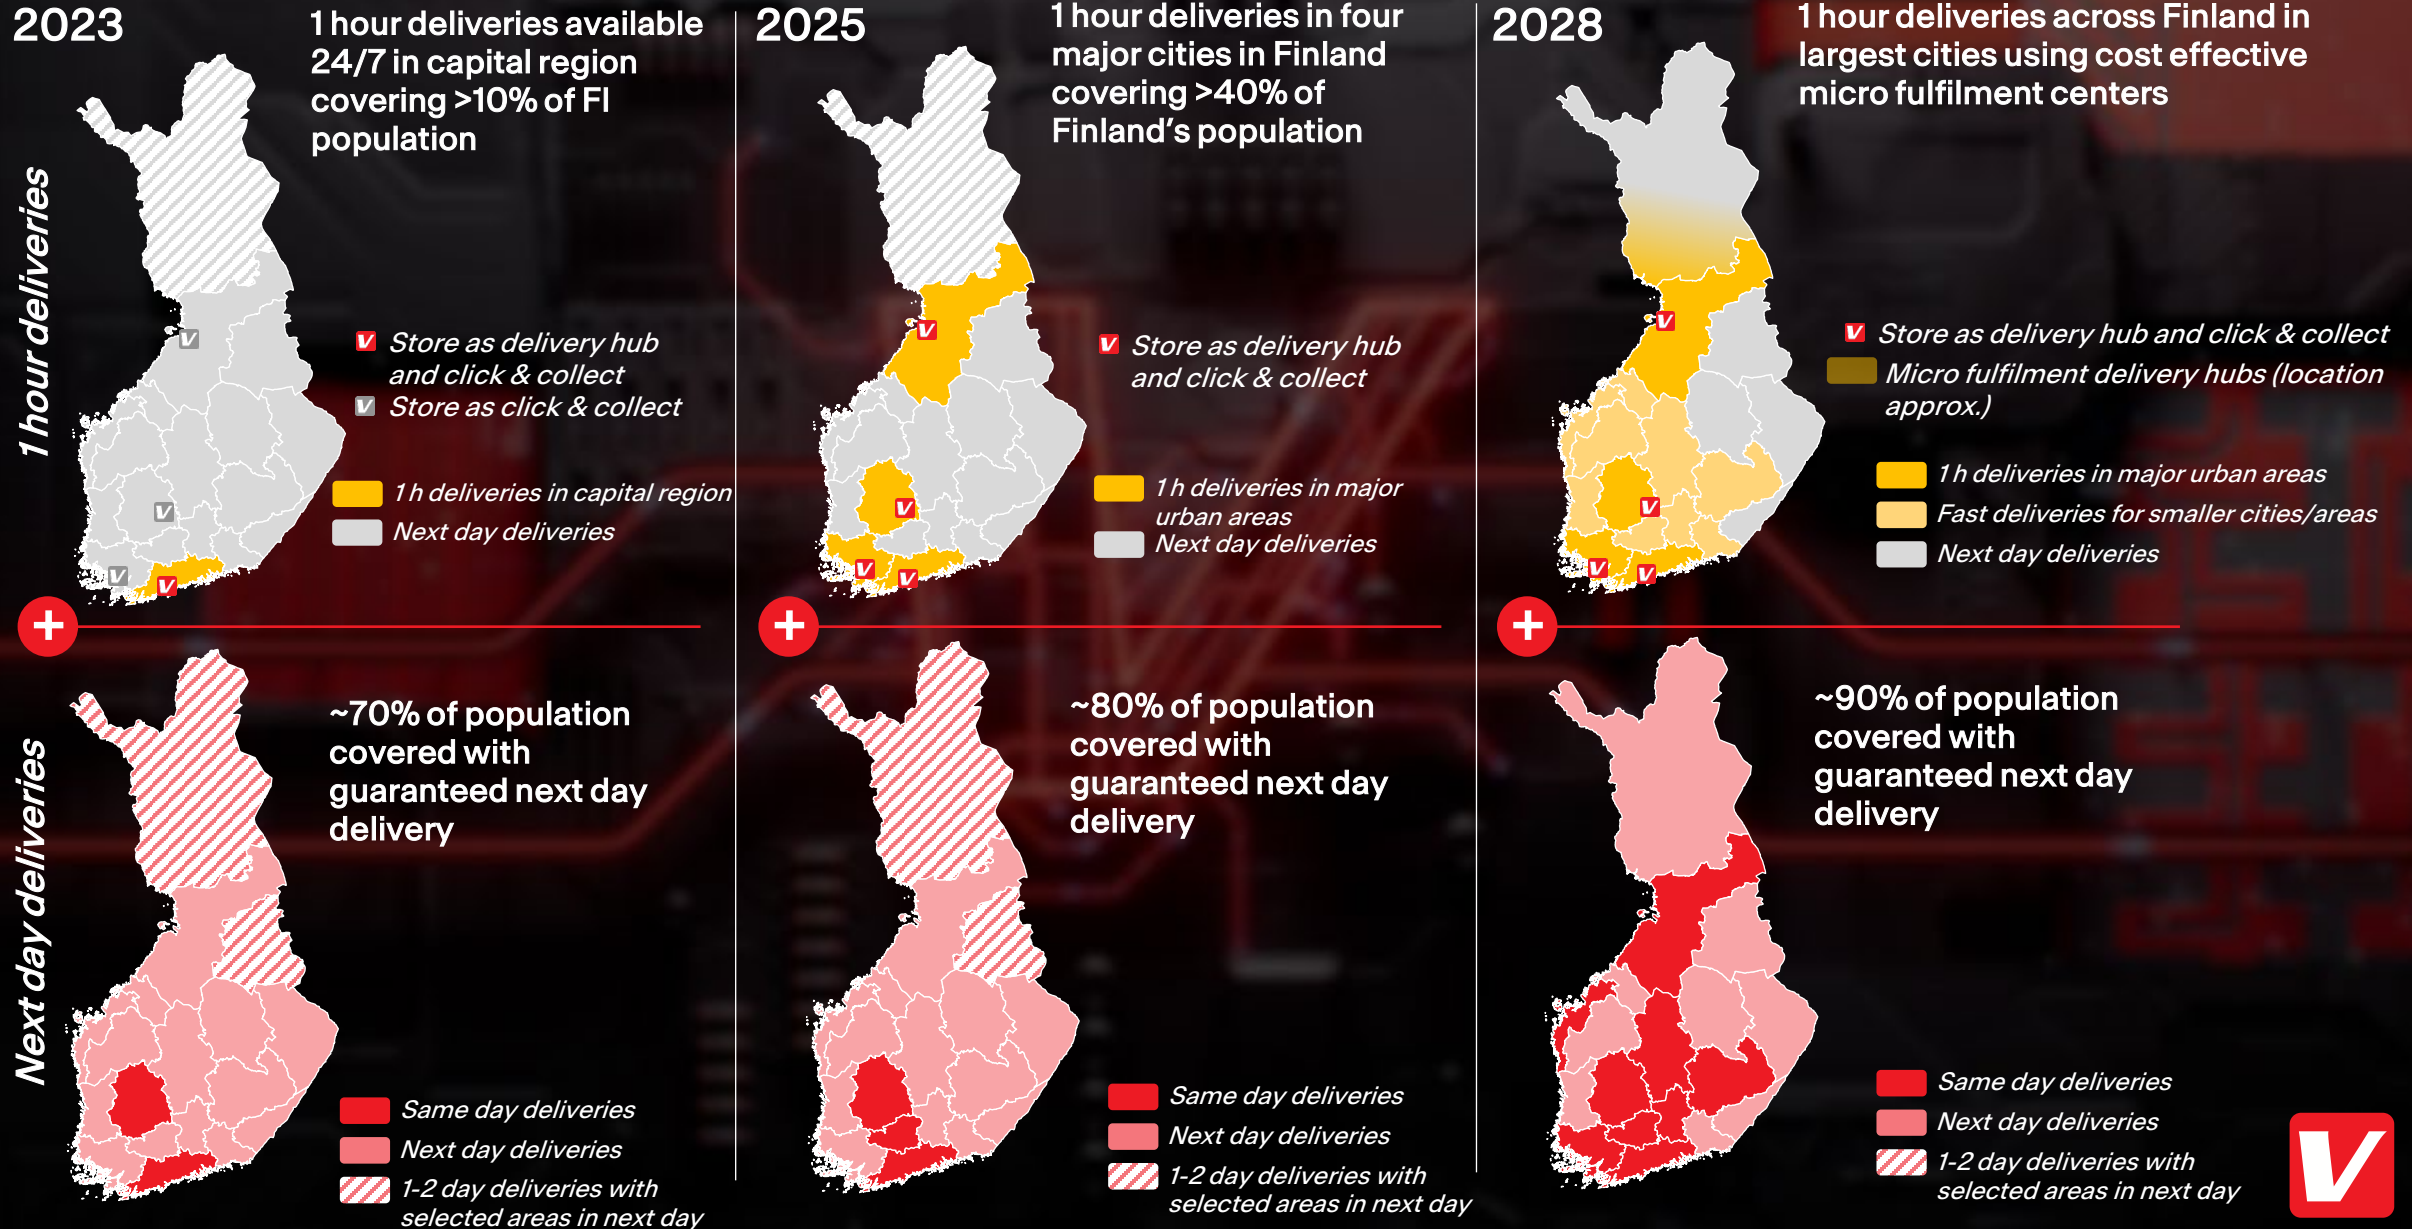 2023
1 hour deliveries available
24/7 in capital region
covering >10% of FI
population
1 hour deliveries
V
V
V
V
V Store as delivery hub
and click & collect
V Store as click & collect
1 h deliveries in capital region
Next day deliveries
2025
1 hour deliveries in four
major cities in Finland
covering >40% of
Finland's population
V
V
V
V
V Store as delivery hub
and click & collect
1 h deliveries in major
urban areas
Next day deliveries
2028
1 hour deliveries across Finland in
largest cities using cost effective
micro fulfilment centers
V
V
V
V
V Store as delivery hub and click & collect
Micro fulfilment delivery hubs (location
approx.)
1 h deliveries in major urban areas
Fast deliveries for smaller cities/areas
Next day deliveries
+
+
+
Next day deliveries
~70% of population
covered with
guaranteed next day
delivery
Same day deliveries
Next day deliveries
1-2 day deliveries with
selected areas in next day
~80% of population
covered with
guaranteed next day
delivery
Same day deliveries
Next day deliveries
1-2 day deliveries with
selected areas in next day
~90% of population
covered with
guaranteed next day
delivery
Same day deliveries
Next day deliveries
1-2 day deliveries with
selected areas in next day
V